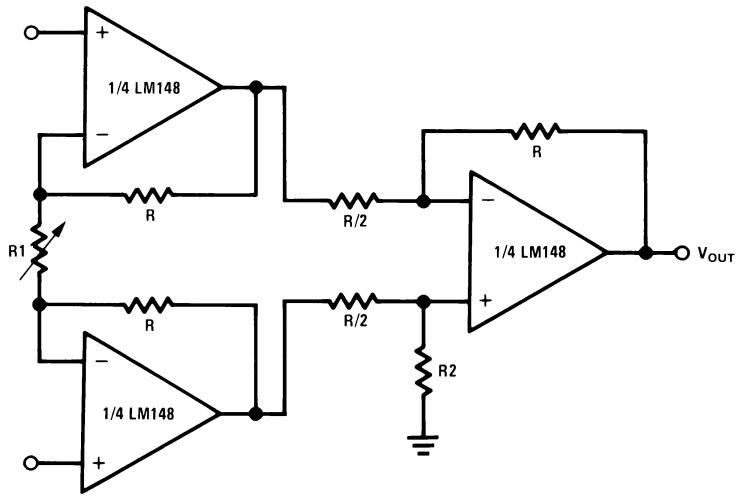 +
1/4 LM148
−
R
R
R/2
−
1/4 LM148
+
V_OUT
R1
R
R/2
R2
−
1/4 LM148
+